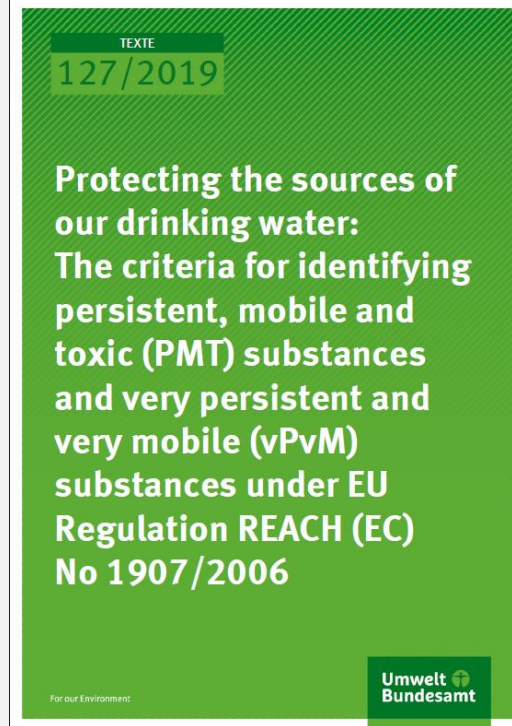 TEXTE
127/2019
Protecting the sources of
our drinking water:
The criteria for identifying
persistent, mobile and
toxic (PMT) substances
and very persistent and
very mobile (vPvM)
substances under EU
Regulation REACH (EC)
No 1907/2006
For our Environment
Umwelt
Bundesamt